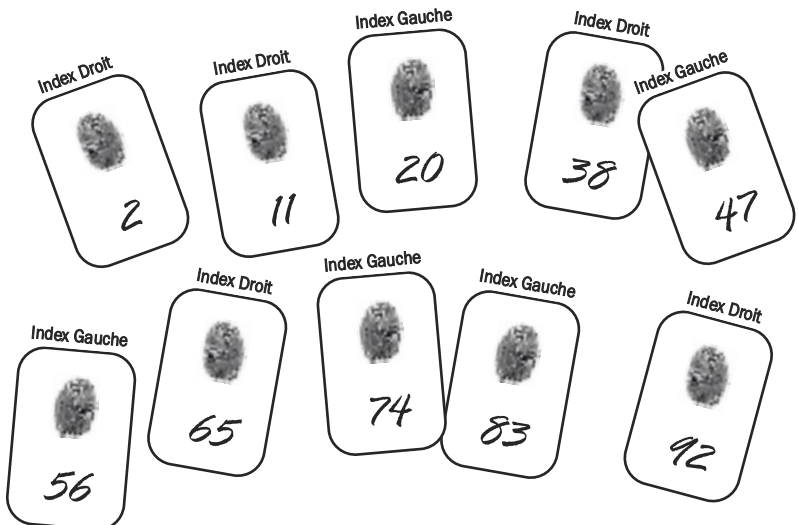 Index Droit
2
Index Droit
11
Index Gauche
20
Index Droit
38
Index Gauche
47
Index Gauche
56
Index Droit
65
Index Gauche
74
Index Gauche
83
Index Droit
92